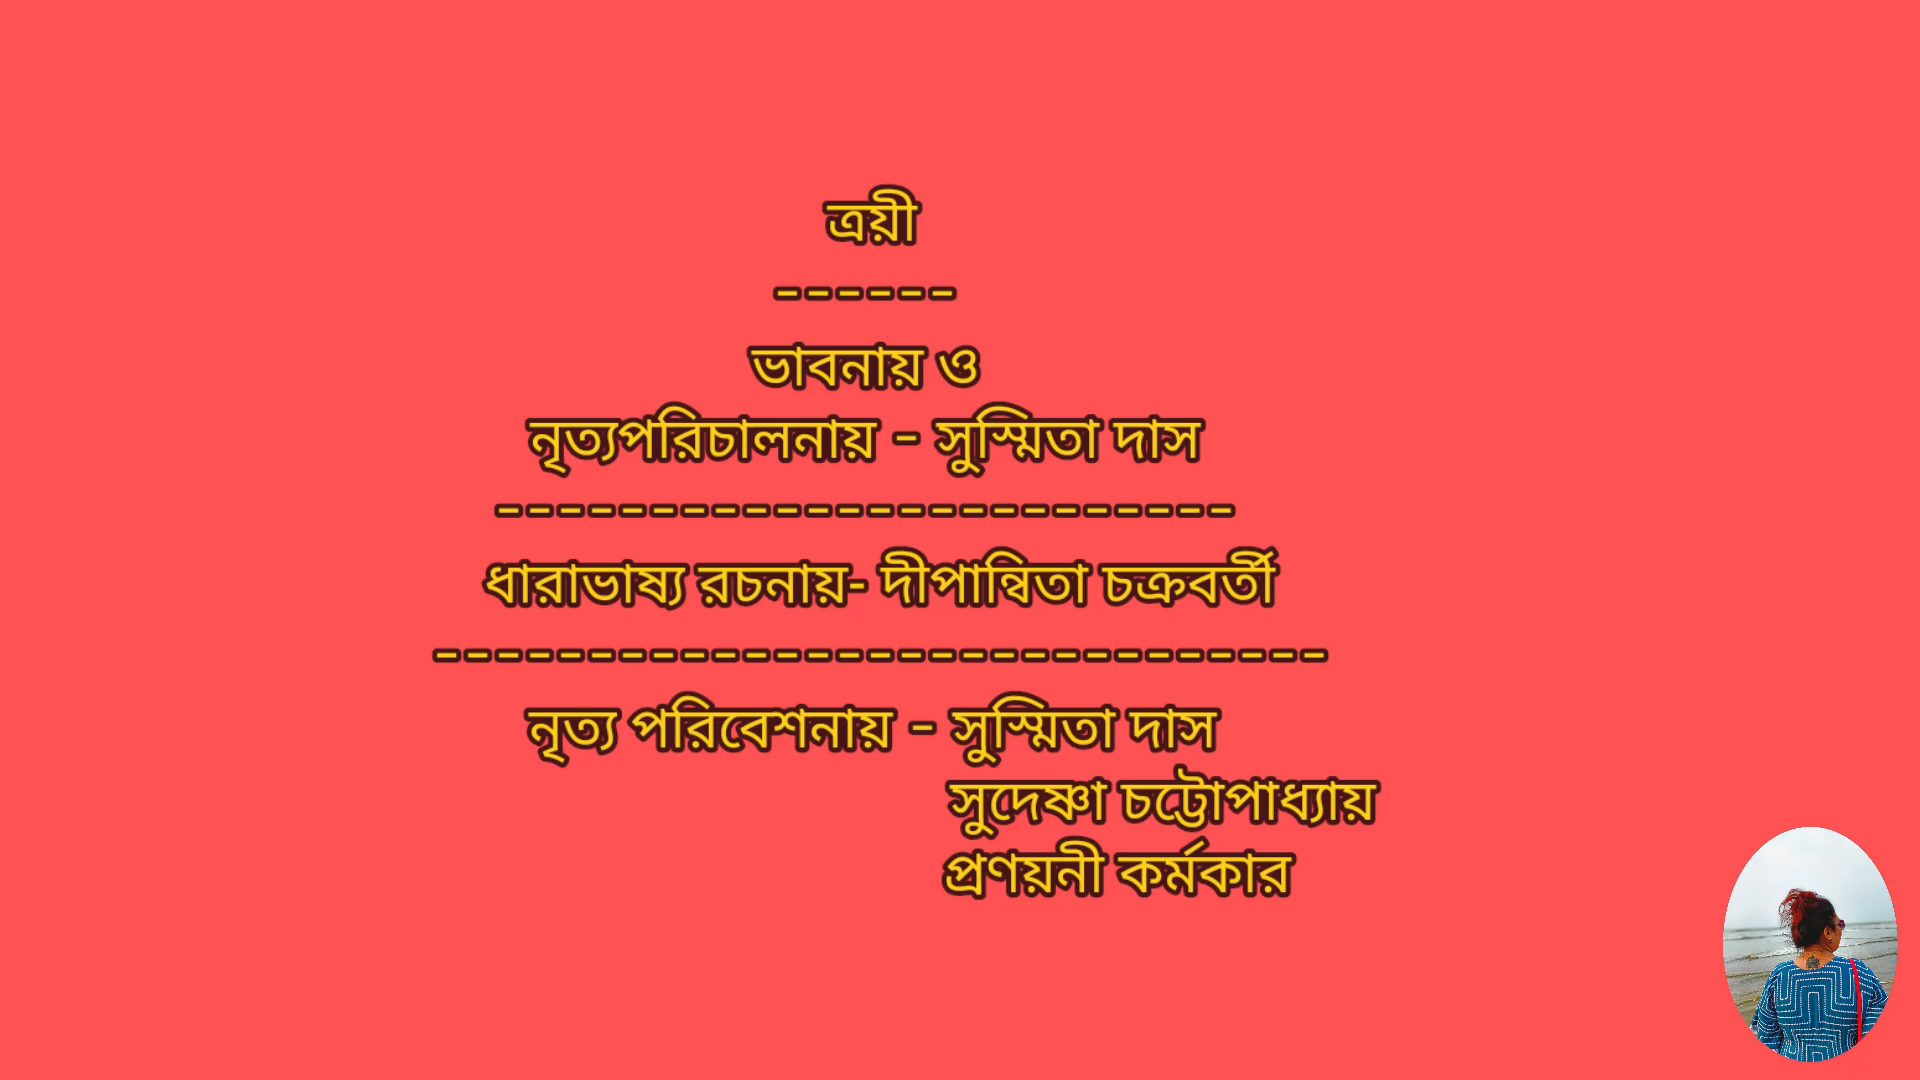 ত্রয়ী
------
ভাবনায় ও
নৃত্যপরিচালনায় - সুস্মিতা দাস
------------------------
ধারাভাষ্য রচনায়- দীপান্বিতা চক্রবর্তী
-----------------------------
নৃত্য পরিবেশনায় - সুস্মিতা দাস
সুদেষ্ণা চট্টোপাধ্যায়
প্রণয়নী কর্মকার